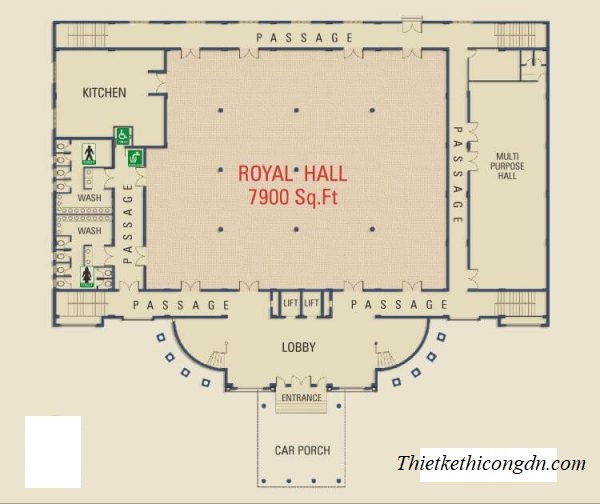 PASSAGE
KITCHEN
ROYAL HALL
7900 Sq.Ft
PASSAGE
MULTI
PURPOSE
HALL
WASH
PASSAGE
WASH
PASSAGE
LIFT
LIFT
PASSAGE
LOBBY
ENTRANCE
CAR PORCH
Thietkethicongdn.com